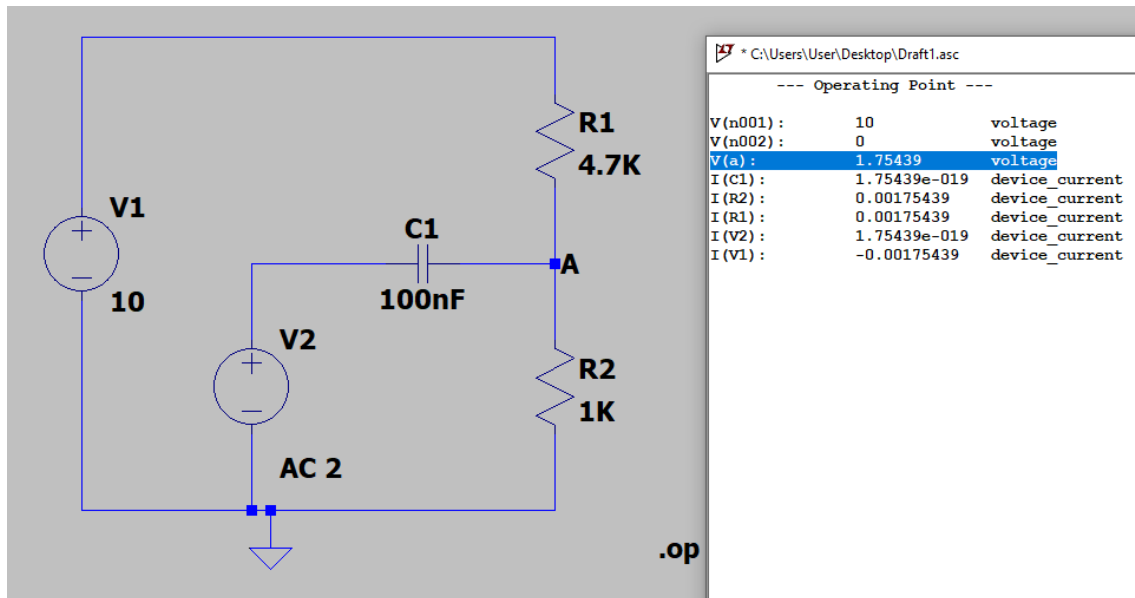 V1
10
R1
4.7K
C1
100nF
A
V2
AC 2
R2
1K
.op
* C:\Users\User\Desktop\Draft1.asc
--- Operating Point ---
V(n001): 10 voltage
V(n002): 0 voltage
V(a): 1.75439 voltage
I(C1): 1.75439e-019 device_current
I(R2): 0.00175439 device_current
I(R1): 0.00175439 device_current
I(V2): 1.75439e-019 device_current
I(V1): -0.00175439 device_current